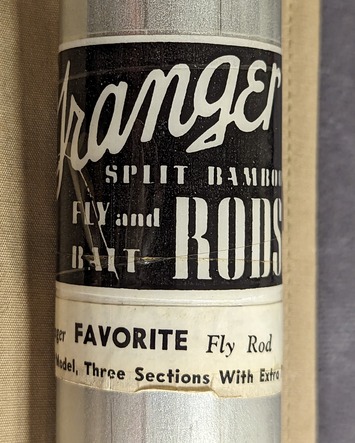 Granger
SPLIT BAMBOO
FLY and
BAIT RODS
FAVORITE Fly Rod
Model, Three Sections With Extra